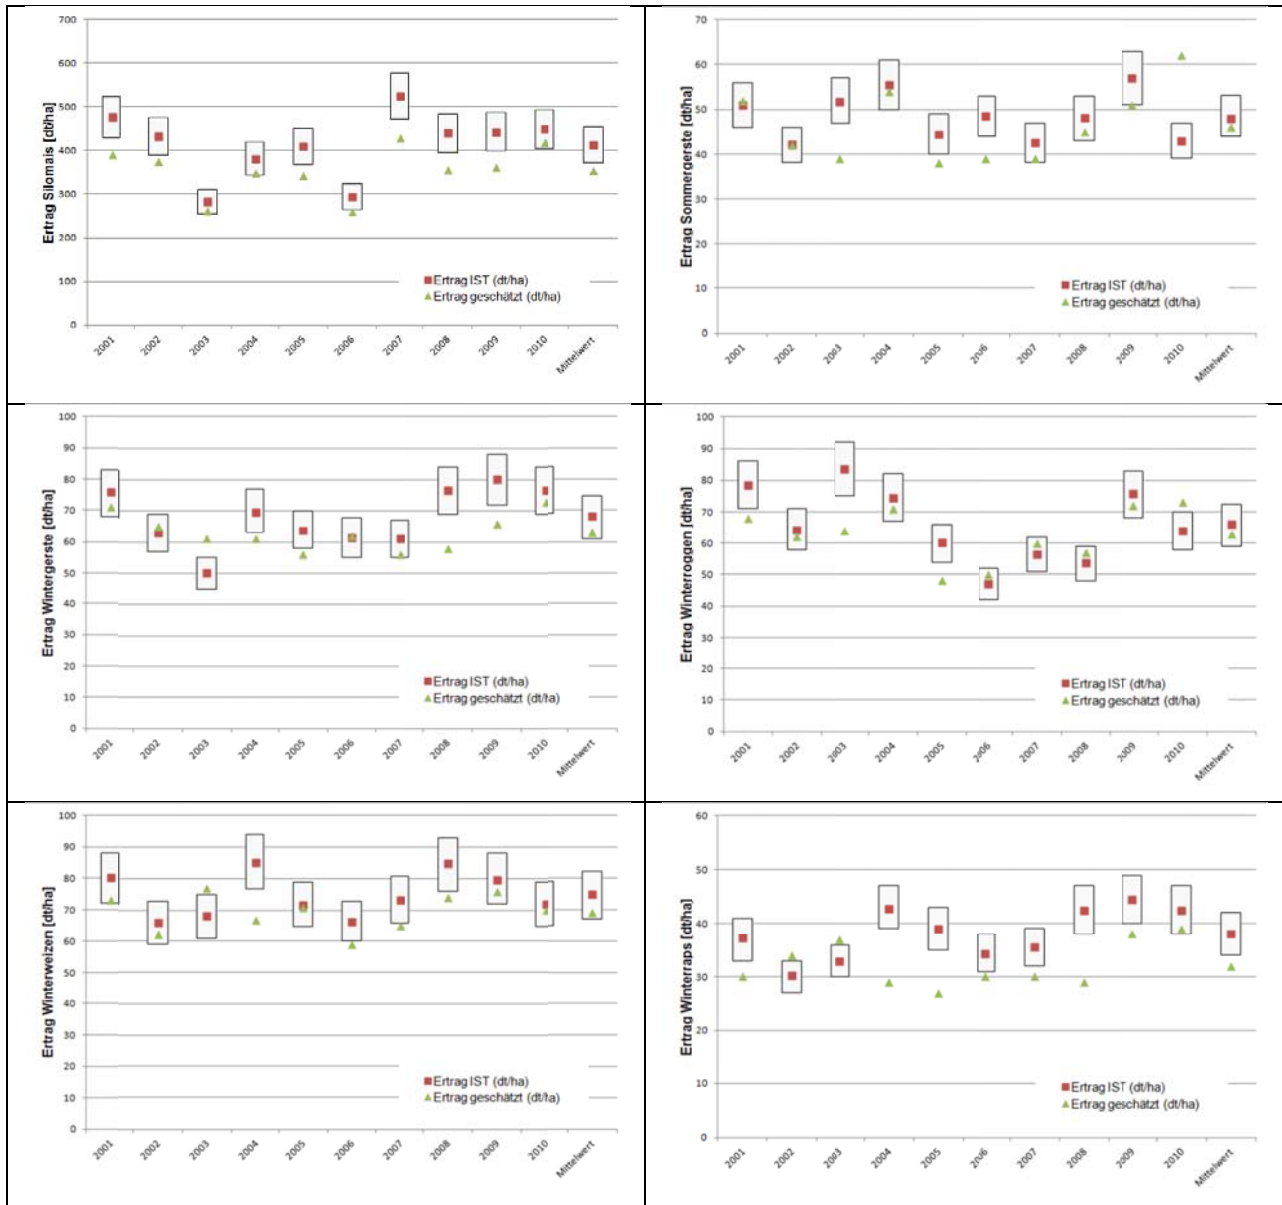 Ertrag Silomais [dt/ha]
700
600
500
400
300
200
100
0
Ertrag IST (dt/ha)
Ertrag geschätzt (dt/ha)
2001 2002 2003 2004 2005 2006 2007 2008 2009 2010 Mittelwert
Ertrag Sommergerste [dt/ha]
70
60
50
40
30
20
10
0
Ertrag IST (dt/ha)
Ertrag geschätzt (dt/ha)
2001 2002 2003 2004 2005 2006 2007 2008 2009 2010 Mittelwert
Ertrag Wintergerste [dt/ha]
100
90
80
70
60
50
40
30
20
10
0
Ertrag IST (dt/ha)
Ertrag geschätzt (dt/ha)
2001 2002 2003 2004 2005 2006 2007 2008 2009 2010 Mittelwert
Ertrag Winterroggen [dt/ha]
100
90
80
70
60
50
40
30
20
10
0
Ertrag IST (dt/ha)
Ertrag geschätzt (dt/ha)
2001 2002 2003 2004 2005 2006 2007 2008 2009 2010 Mittelwert
Ertrag Winterweizen [dt/ha]
100
90
80
70
60
50
40
30
20
10
0
Ertrag IST (dt/ha)
Ertrag geschätzt (dt/ha)
2001 2002 2003 2004 2005 2006 2007 2008 2009 2010 Mittelwert
Ertrag Winterraps [dt/ha]
60
50
40
30
20
10
0
Ertrag IST (dt/ha)
Ertrag geschätzt (dt/ha)
2001 2002 2003 2004 2005 2006 2007 2008 2009 2010 Mittelwert